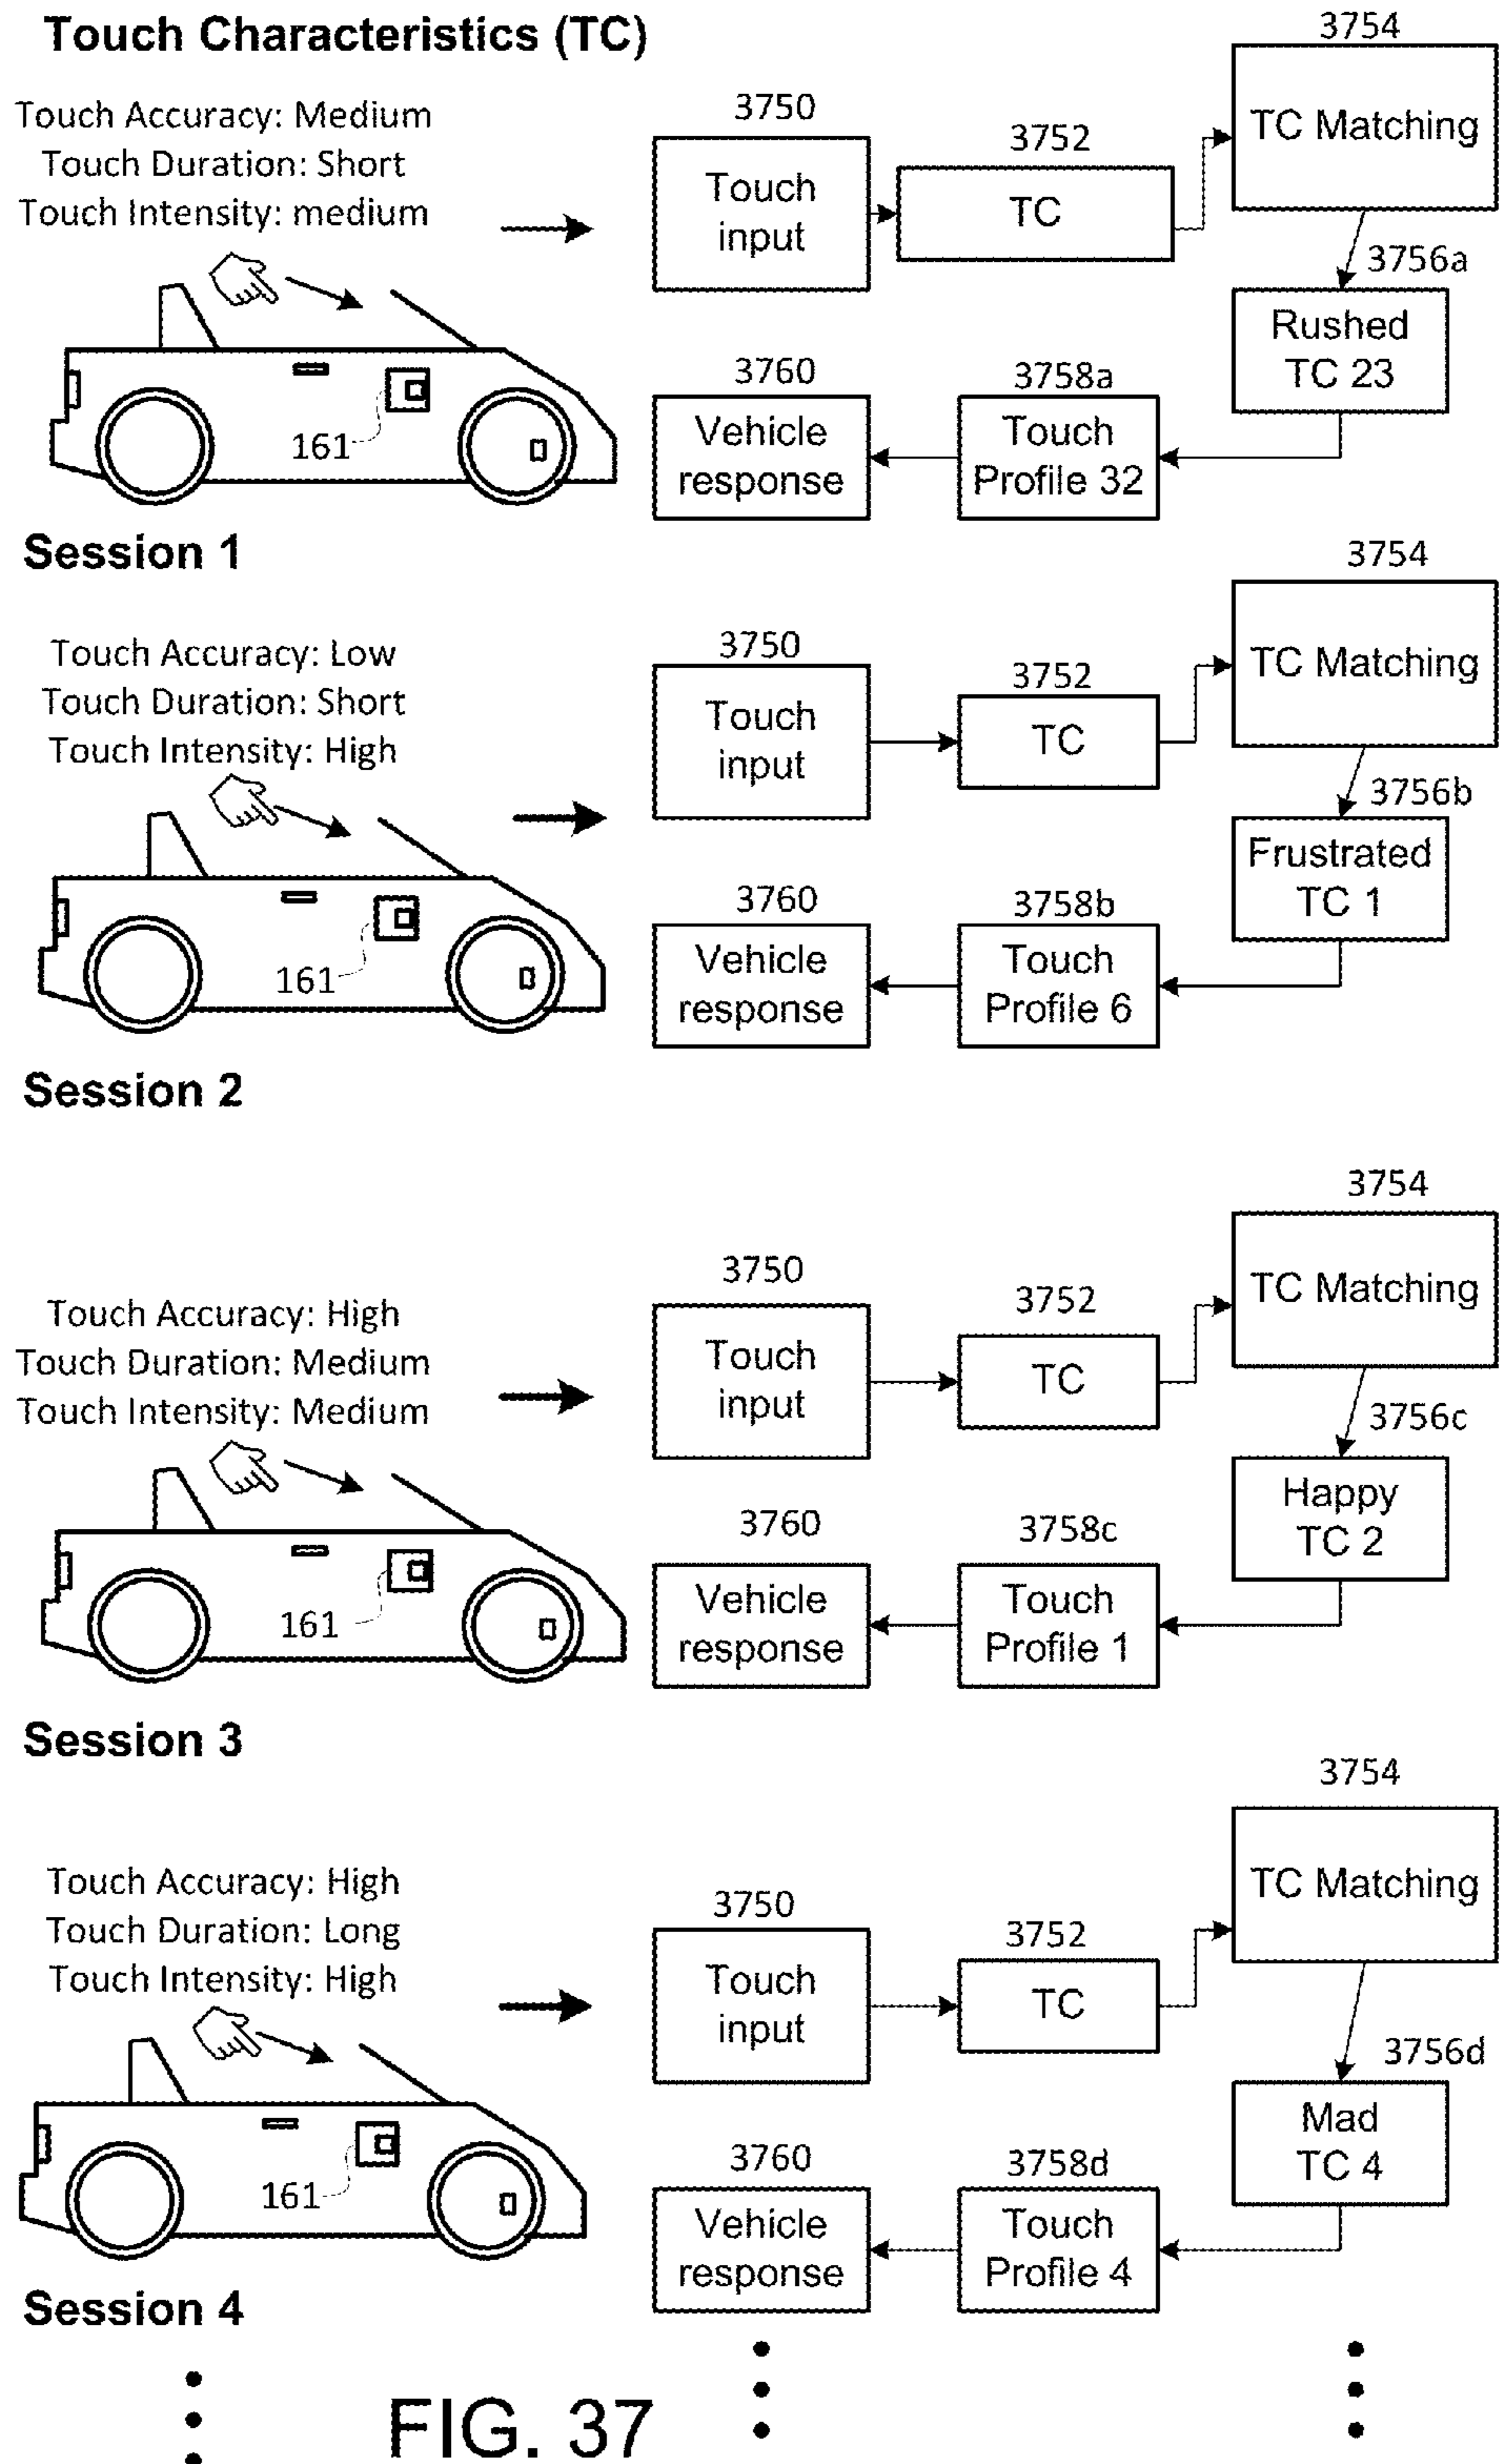 Touch Characteristics (TC)
Touch Accuracy: Medium
Touch Duration: Short
Touch Intensity: medium
3750
Touch
input
3752
TC
3754
TC Matching
3756a
Rushed
TC 23
3758a
Touch
Profile 32
3760
Vehicle
response
161
Session 1
Touch Accuracy: Low
Touch Duration: Short
Touch Intensity: High
3750
Touch
input
3752
TC
3754
TC Matching
3756b
Frustrated
TC 1
3758b
Touch
Profile 6
3760
Vehicle
response
161
Session 2
Touch Accuracy: High
Touch Duration: Medium
Touch Intensity: Medium
3750
Touch
input
3752
TC
3754
TC Matching
3756c
Happy
TC 2
3758c
Touch
Profile 1
3760
Vehicle
response
161
Session 3
Touch Accuracy: High
Touch Duration: Long
Touch Intensity: High
3750
Touch
input
3752
TC
3754
TC Matching
3756d
Mad
TC 4
3758d
Touch
Profile 4
3760
Vehicle
response
161
Session 4
FIG. 37